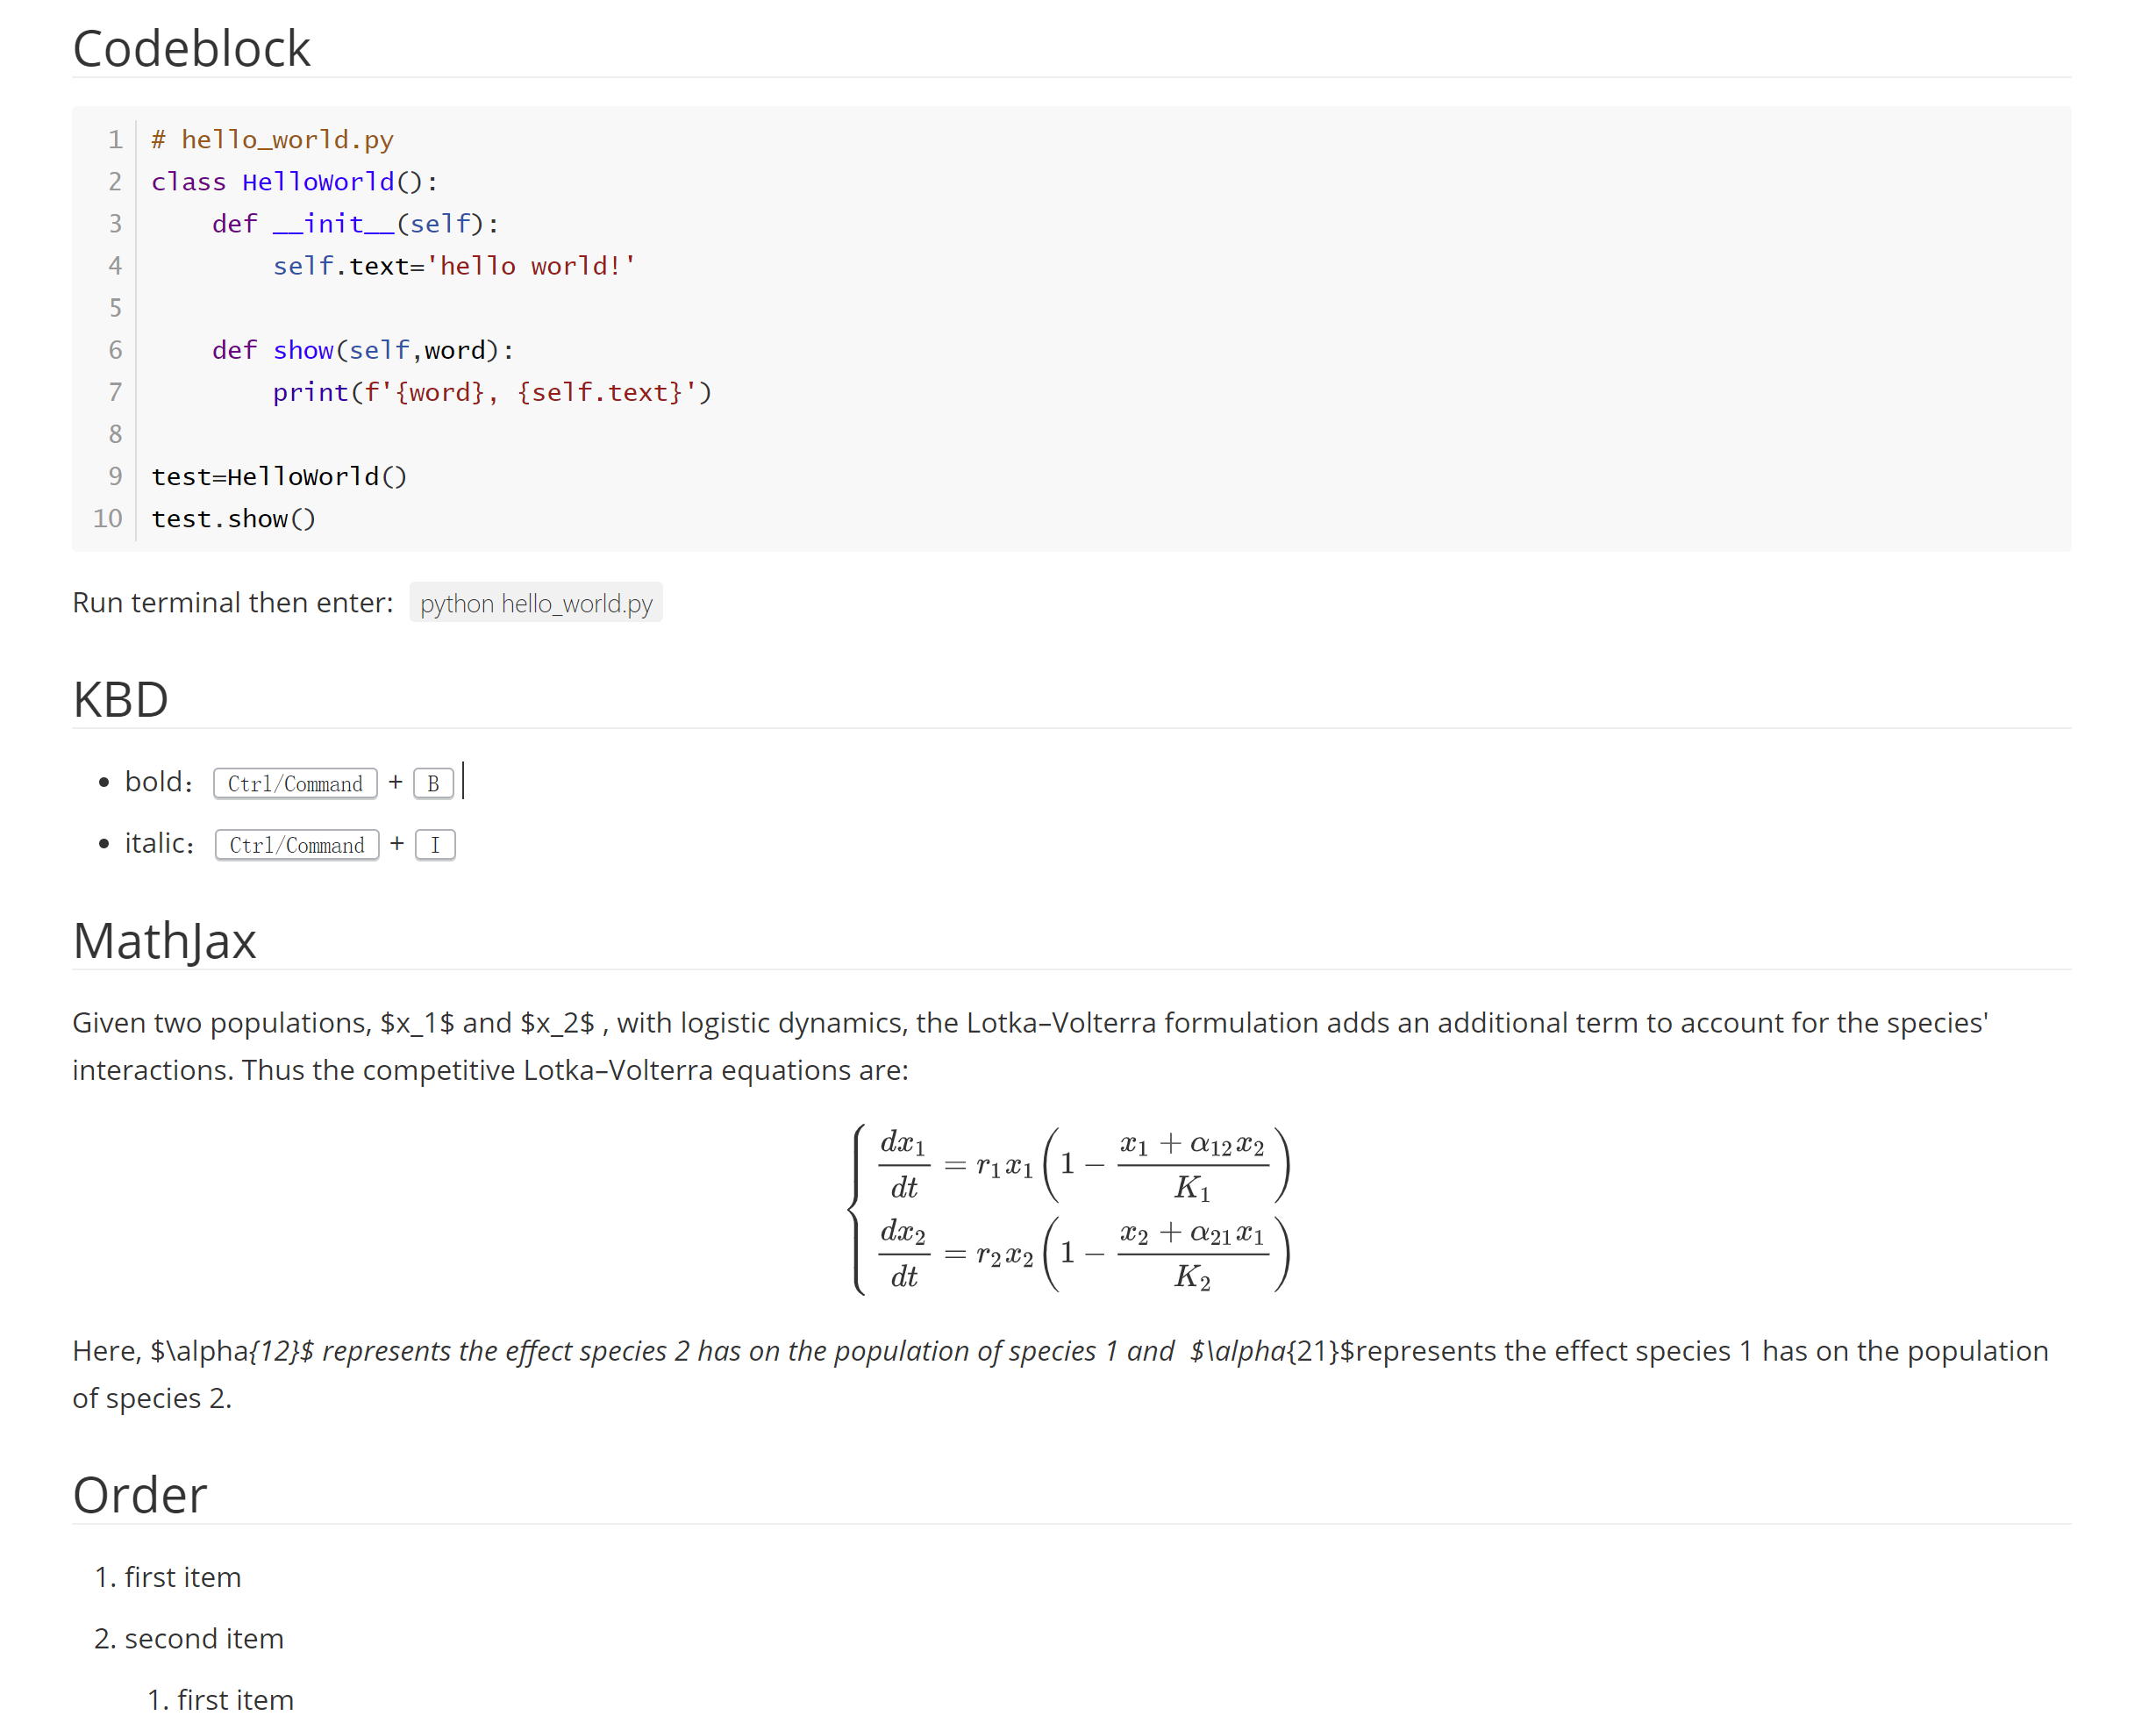 Codeblock
1 # hello_world.py
2 class HelloWorld():
3     def __init__(self):
4         self.text='hello world!'
5
6     def show(self,word):
7         print(f'{word}, {self.text}')
8
9 test=HelloWorld()
10 test.show()
Run terminal then enter: python hello_world.py
KBD
• bold： Ctrl/Command + B
• italic： Ctrl/Command + I
MathJax
Given two populations, $x_1$ and $x_2$ , with logistic dynamics, the Lotka–Volterra formulation adds an additional term to account for the species'
interactions. Thus the competitive Lotka–Volterra equations are:
\begin{cases} \dfrac{dx_1}{dt} = r_1 x_1 \left(1 - \dfrac{x_1 + \alpha_{12} x_2}{K_1}\right) \\
\dfrac{dx_2}{dt} = r_2 x_2 \left(1 - \dfrac{x_2 + \alpha_{21} x_1}{K_2}\right) \end{cases}
Here, $\alpha{12}$ represents the effect species 2 has on the population of species 1 and $\alpha{21}$represents the effect species 1 has on the population
of species 2.
Order
1. first item
2. second item
1. first item